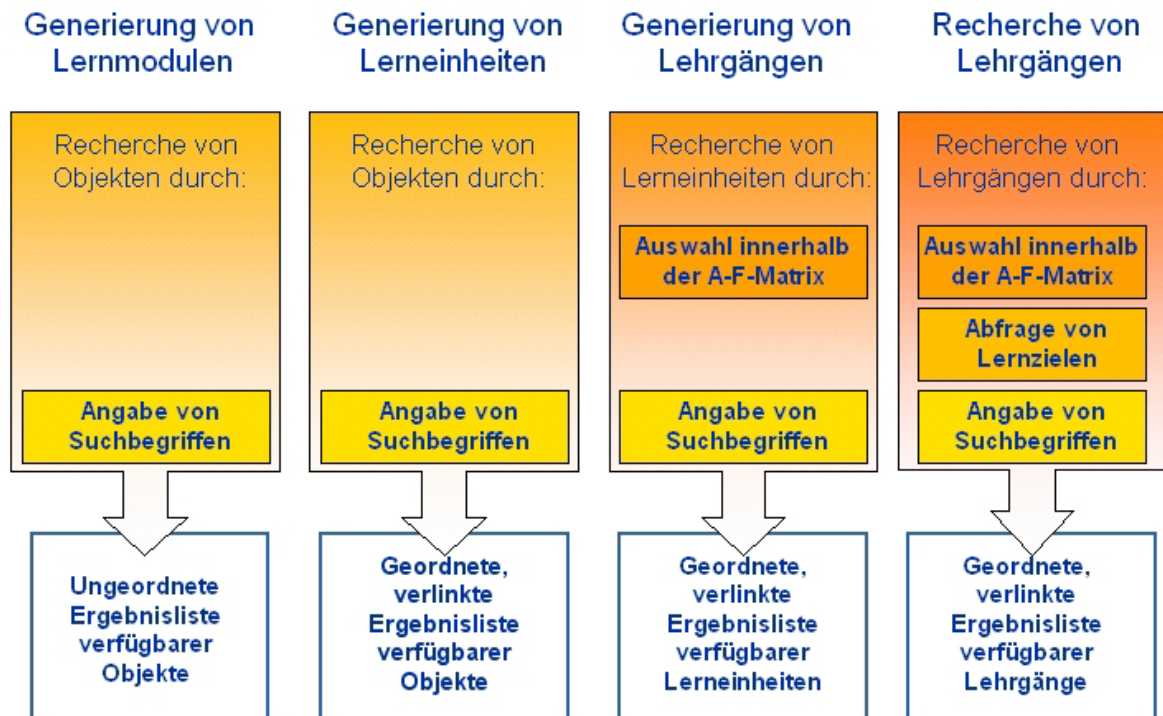 Generierung von
Lernmodulen
Recherche von
Objekten durch:
Angabe von
Suchbegriffen
Ungeordnete
Ergebnisliste
verfügbarer
Objekte
Generierung von
Lerneinheiten
Recherche von
Objekten durch:
Angabe von
Suchbegriffen
Geordnete,
verlinkte
Ergebnisliste
verfügbarer
Objekte
Generierung von
Lehrgängen
Recherche von
Lerneinheiten durch:
Auswahl innerhalb
der A-F-Matrix
Angabe von
Suchbegriffen
Geordnete,
verlinkte
Ergebnisliste
verfügbarer
Lerneinheiten
Recherche von
Lehrgängen
Recherche von
Lehrgängen durch:
Auswahl innerhalb
der A-F-Matrix
Abfrage von
Lernzielen
Angabe von
Suchbegriffen
Geordnete,
verlinkte
Ergebnisliste
verfügbarer
Lehrgänge